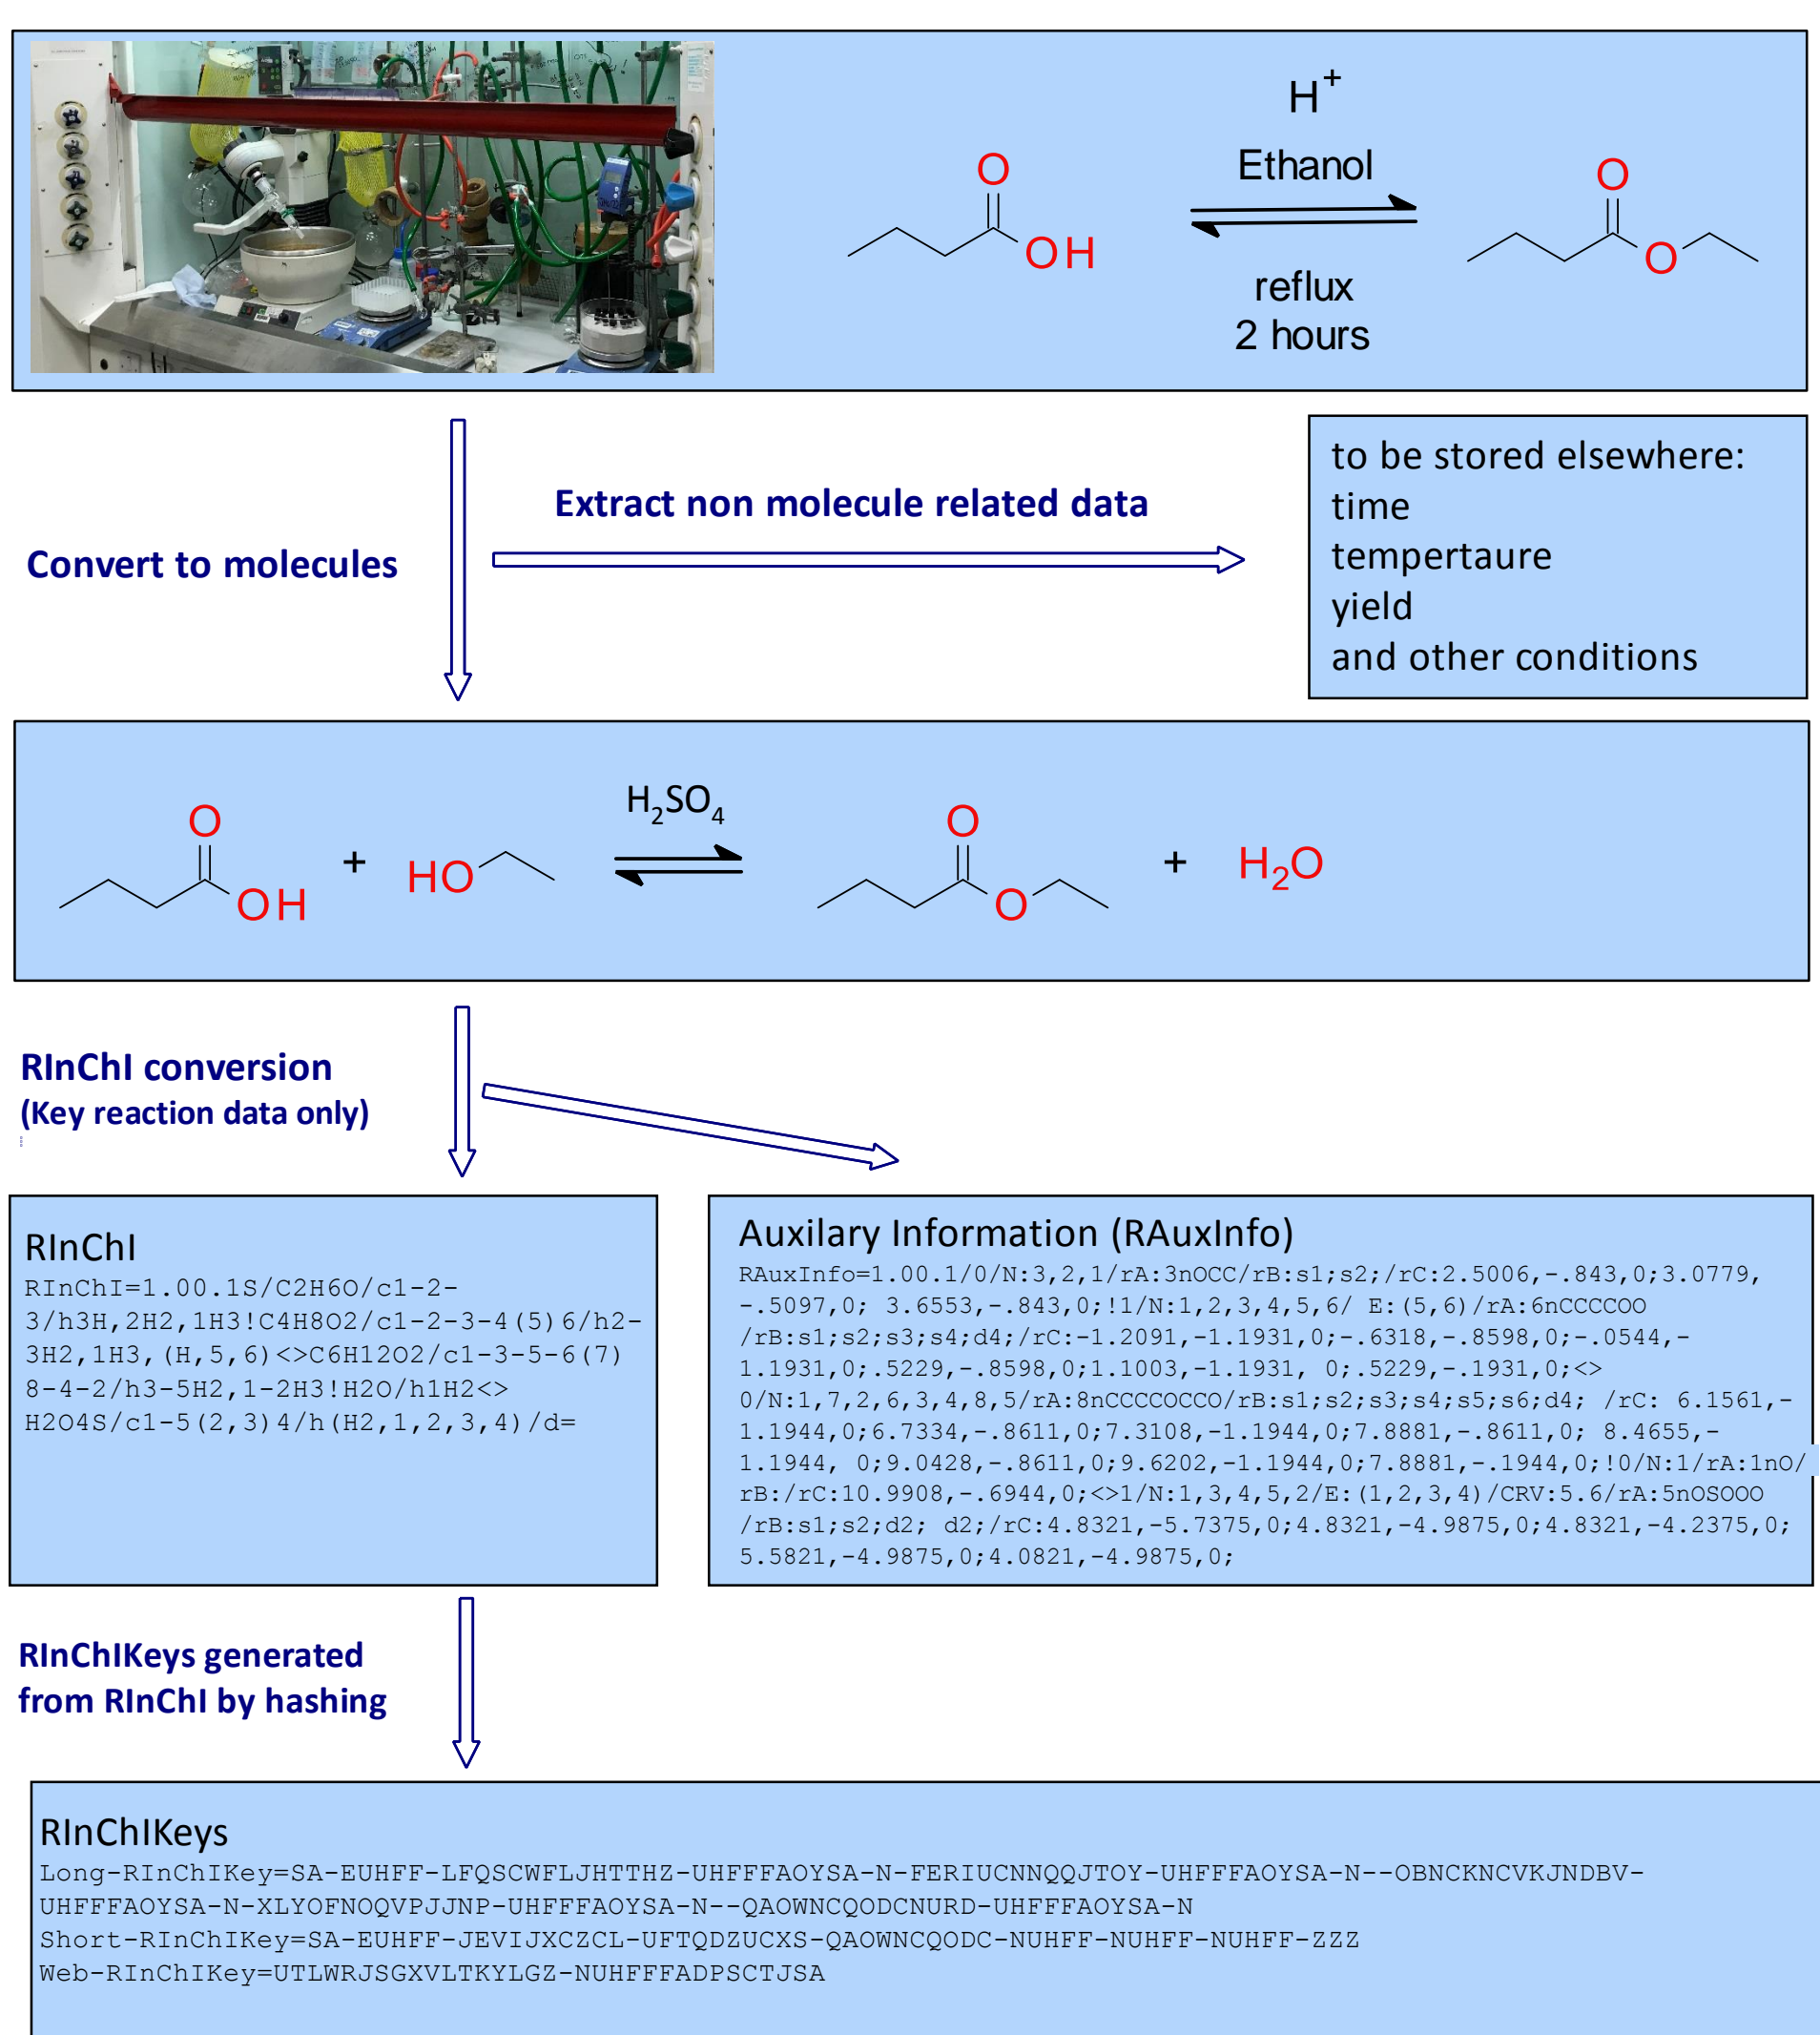 H+
Ethanol
O
OH
reflux
2 hours
O
O
to be stored elsewhere:
time
tempertaure
yield
and other conditions
Extract non molecule related data
Convert to molecules
O
OH
+
HO
H2SO4
O
O
+
H2O
RInChI conversion
(Key reaction data only)
RInChI
RInChI=1.00.1S/C2H6O/c1-2-
3/h3H,2H2,1H3!C4H8O2/c1-2-3-4(5)6/h2-
3H2,1H3,(H,5,6)<>C6H12O2/c1-3-5-6(7)
8-4-2/h3-5H2,1-2H3!H2O/h1H2<>
H2O4S/c1-5(2,3)4/h(H2,1,2,3,4)/d=
Auxilary Information (RAuxInfo)
RAuxInfo=1.00.1/0/N:3,2,1/rA:3nOCC/rB:s1;s2;/rC:2.5006,-.843,0;3.0779,
-.5097,0; 3.6553,-.843,0;!1/N:1,2,3,4,5,6/ E:(5,6)/rA:6nCCCCOO
/rB:s1;s2;s3;s4;d4;/rC:-1.2091,-1.1931,0;-.6318,-.8598,0;-.0544,-
1.1931,0;.5229,-.8598,0;1.1003,-1.1931, 0;.5229,-.1931,0;<>
0/N:1,7,2,6,3,4,8,5/rA:8nCCCCOCCO/rB:s1;s2;s3;s4;s5;s6;d4; /rC: 6.1561,-
1.1944,0;6.7334,-.8611,0;7.3108,-1.1944,0;7.8881,-.8611,0; 8.4655,-
1.1944, 0;9.0428,-.8611,0;9.6202,-1.1944,0;7.8881,-.1944,0;!0/N:1/rA:1nO/
rB:/rC:10.9908,-.6944,0;<>1/N:1,3,4,5,2/E:(1,2,3,4)/CRV:5.6/rA:5nOSOOO
/rB:s1;s2;d2; d2;/rC:4.8321,-5.7375,0;4.8321,-4.9875,0;4.8321,-4.2375,0;
5.5821,-4.9875,0;4.0821,-4.9875,0;
RInChIKeys generated
from RInChI by hashing
RInChIKeys
Long-RInChIKey=SA-EUHFF-LFQSCWFLJHTTHZ-UHFFFAOYSA-N-FERIUCNNQQJTOY-UHFFFAOYSA-N--OBNCKNCVKJNDBV-
UHFFFAOYSA-N-XLYOFNOQVPJJNP-UHFFFAOYSA-N--QAOWNCQODCNURD-UHFFFAOYSA-N
Short-RInChIKey=SA-EUHFF-JEVIJXCZCL-UFTQDZUCXS-QAOWNCQODC-NUHFF-NUHFF-NUHFF-ZZZ
Web-RInChIKey=UTLWRJSGXVLTKYLGZ-NUHFFFADPSCTJSA